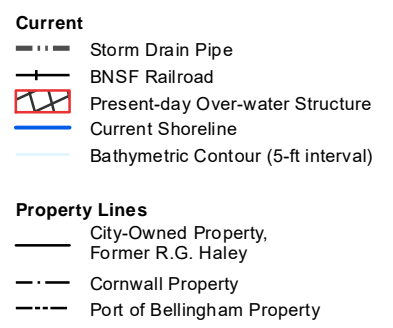 Current
Storm Drain Pipe
BNSF Railroad
Present-day Over-water Structure
Current Shoreline
Bathymetric Contour (5-ft interval)
Property Lines
City-Owned Property,
Former R.G. Haley
Cornwall Property
Port of Bellingham Property